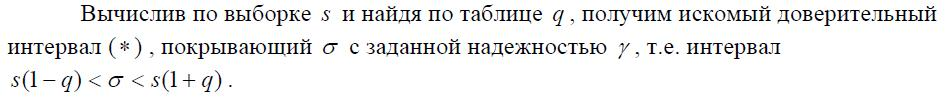 Вычислив по выборке s и найдя по таблице q , получим искомый доверительный
интервал (∗) , покрывающий σ с заданной надежностью γ , т.е. интервал
s(1 − q) < σ < s(1 + q) .